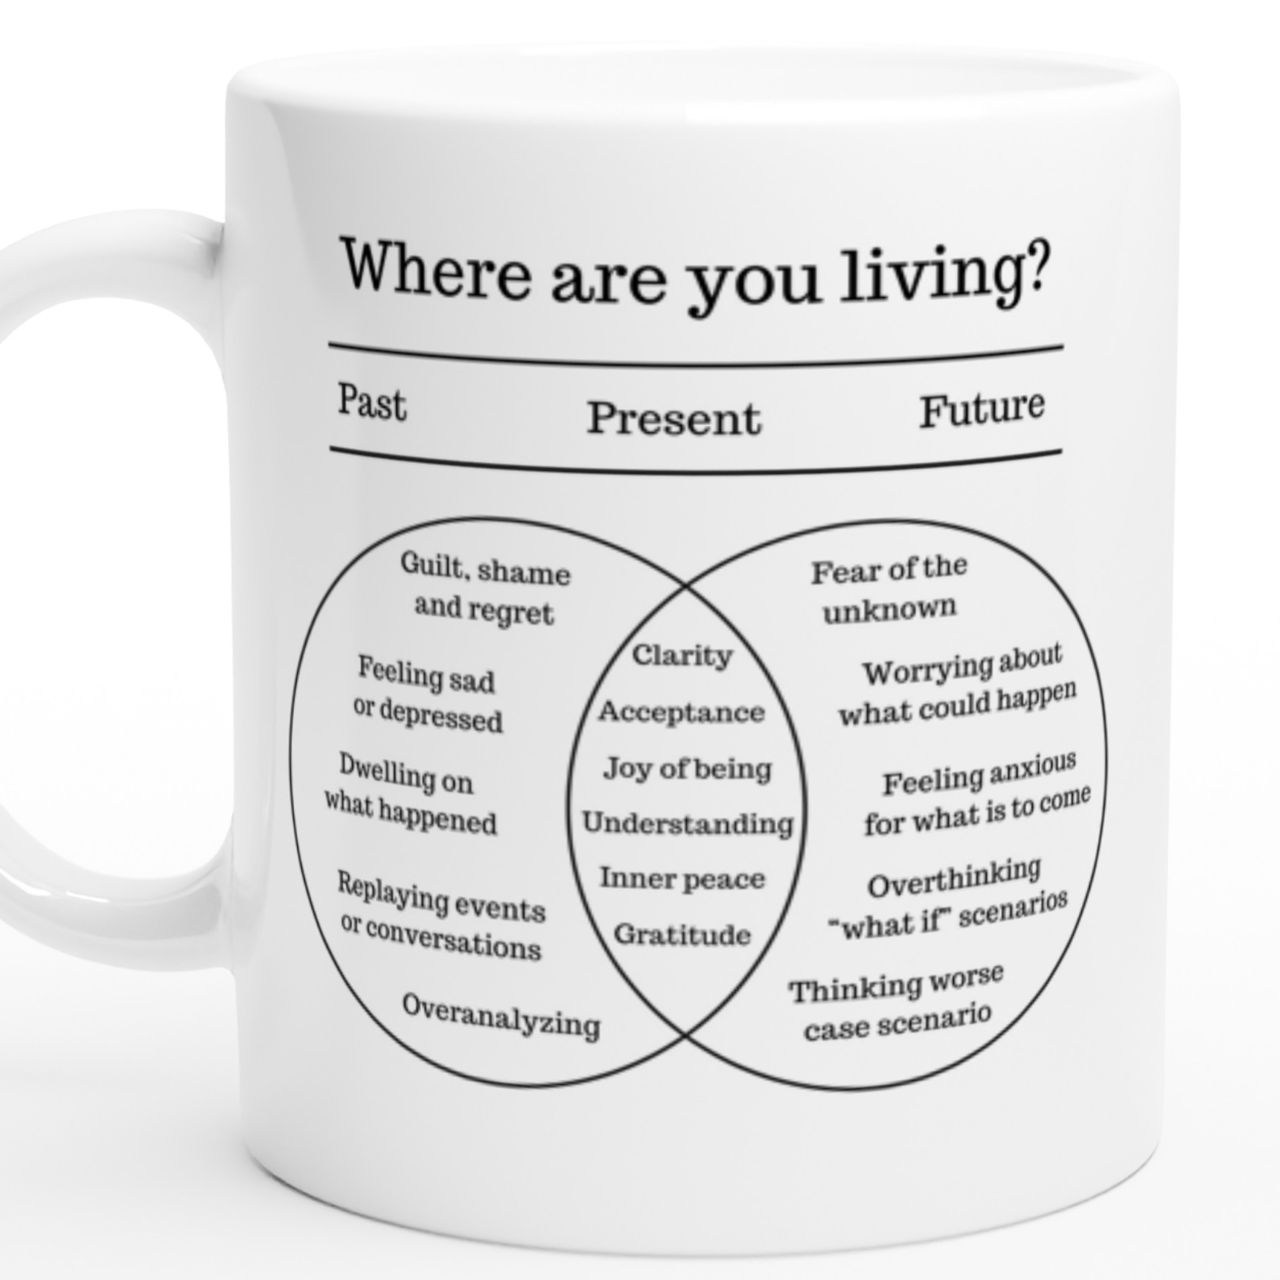 Where are you living?
Past Present Future
Guilt, shame
and regret
Feeling sad
or depressed
Dwelling on
what happened
Replaying events
or conversations
Overanalyzing
Clarity
Acceptance
Joy of being
Understanding
Inner peace
Gratitude
Fear of the
unknown
Worrying about
what could happen
Feeling anxious
for what is to come
Overthinking
"what if" scenarios
Thinking worse
case scenario